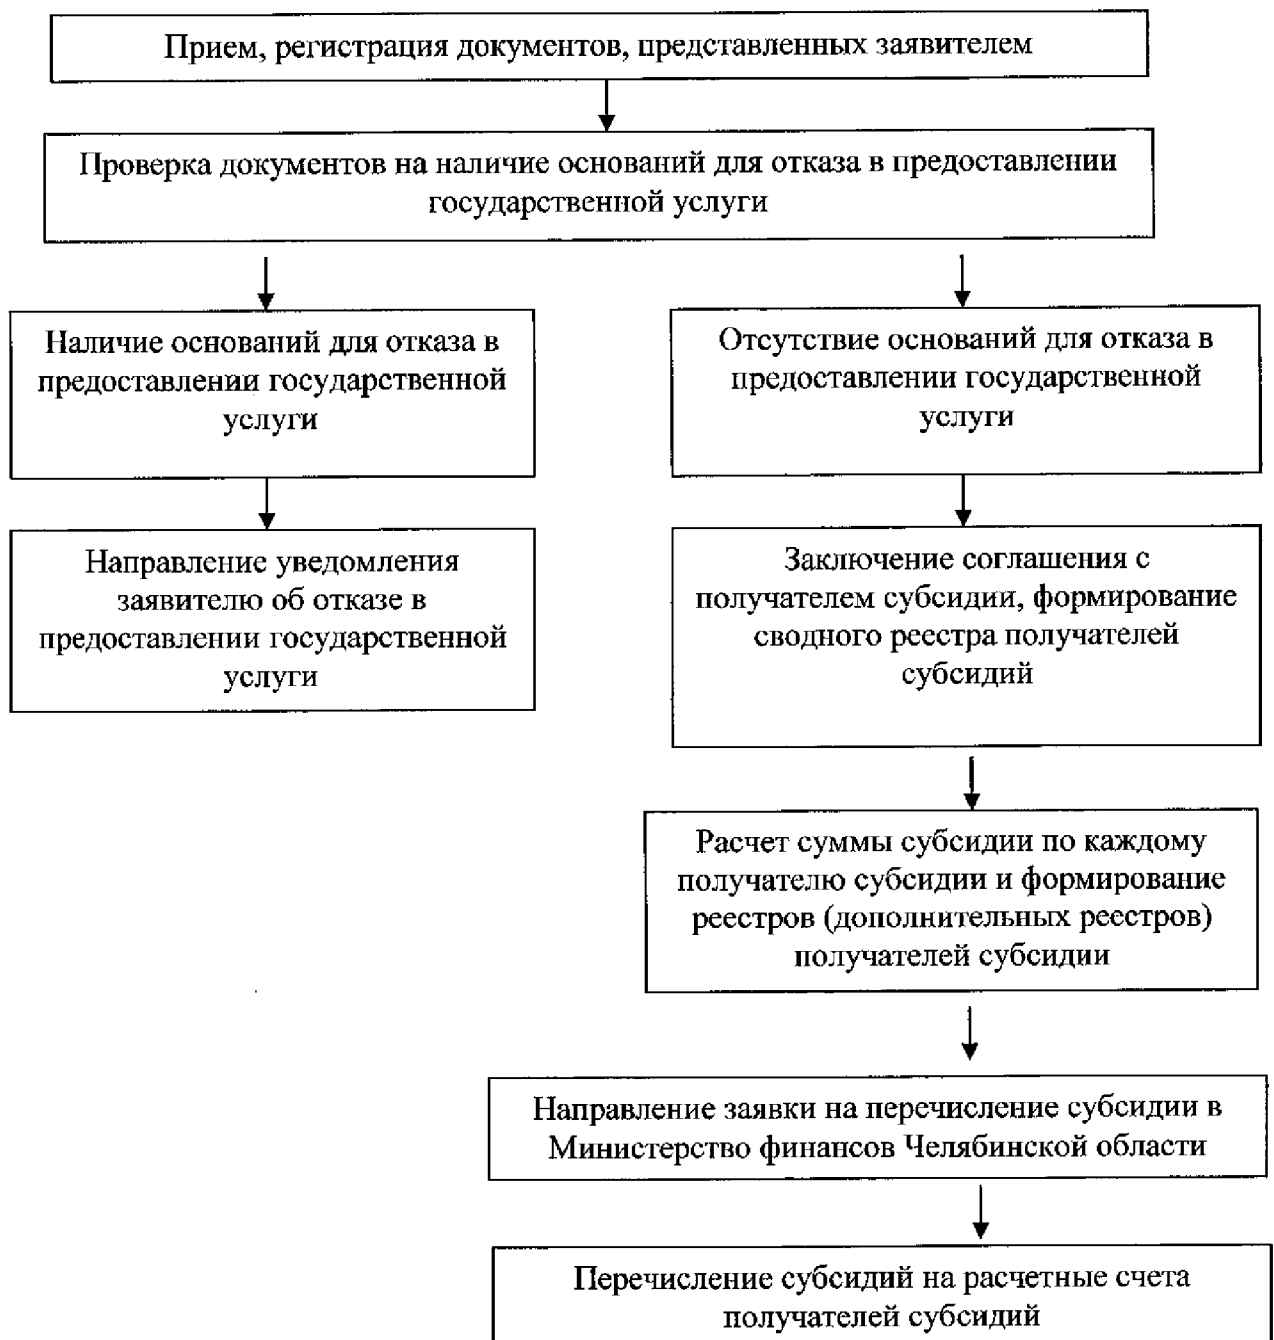 Прием, регистрация документов, представленных заявителем
Проверка документов на наличие оснований для отказа в предоставлении
государственной услуги
Наличие оснований для отказа в
предоставлении государственной
услуги
Отсутствие оснований для отказа в
предоставлении государственной
услуги
Направление уведомления
заявителю об отказе в
предоставлении государственной
услуги
Заключение соглашения с
получателем субсидии, формирование
сводного реестра получателей
субсидий
Расчет суммы субсидии по каждому
получателю субсидии и формирование
реестров (дополнительных реестров)
получателей субсидии
Направление заявки на перечисление субсидии в
Министерство финансов Челябинской области
Перечисление субсидий на расчетные счета
получателей субсидий